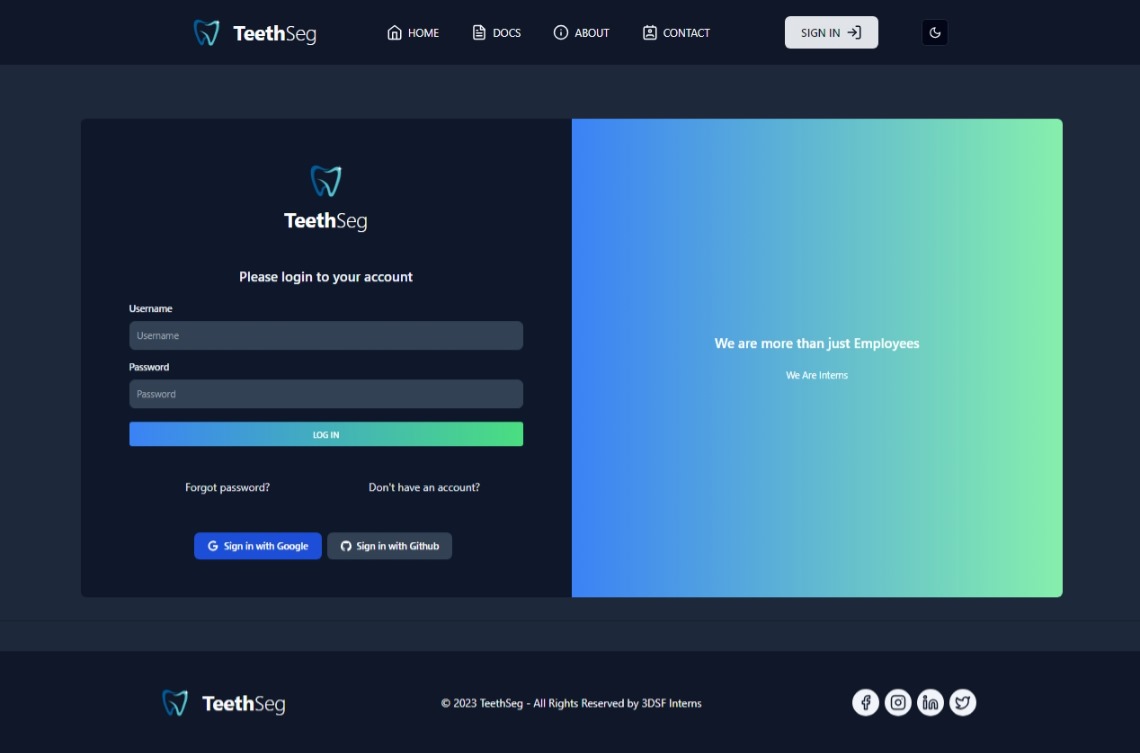 TeethSeg
HOME
DOCS
ABOUT
CONTACT
SIGN IN
TeethSeg
Please login to your account
Username
Username
Password
Password
LOG IN
Forgot password?
Don't have an account?
Sign in with Google
Sign in with Github
We are more than just Employees
We Are Interns
TeethSeg
© 2023 TeethSeg - All Rights Reserved by 3DSF Interns